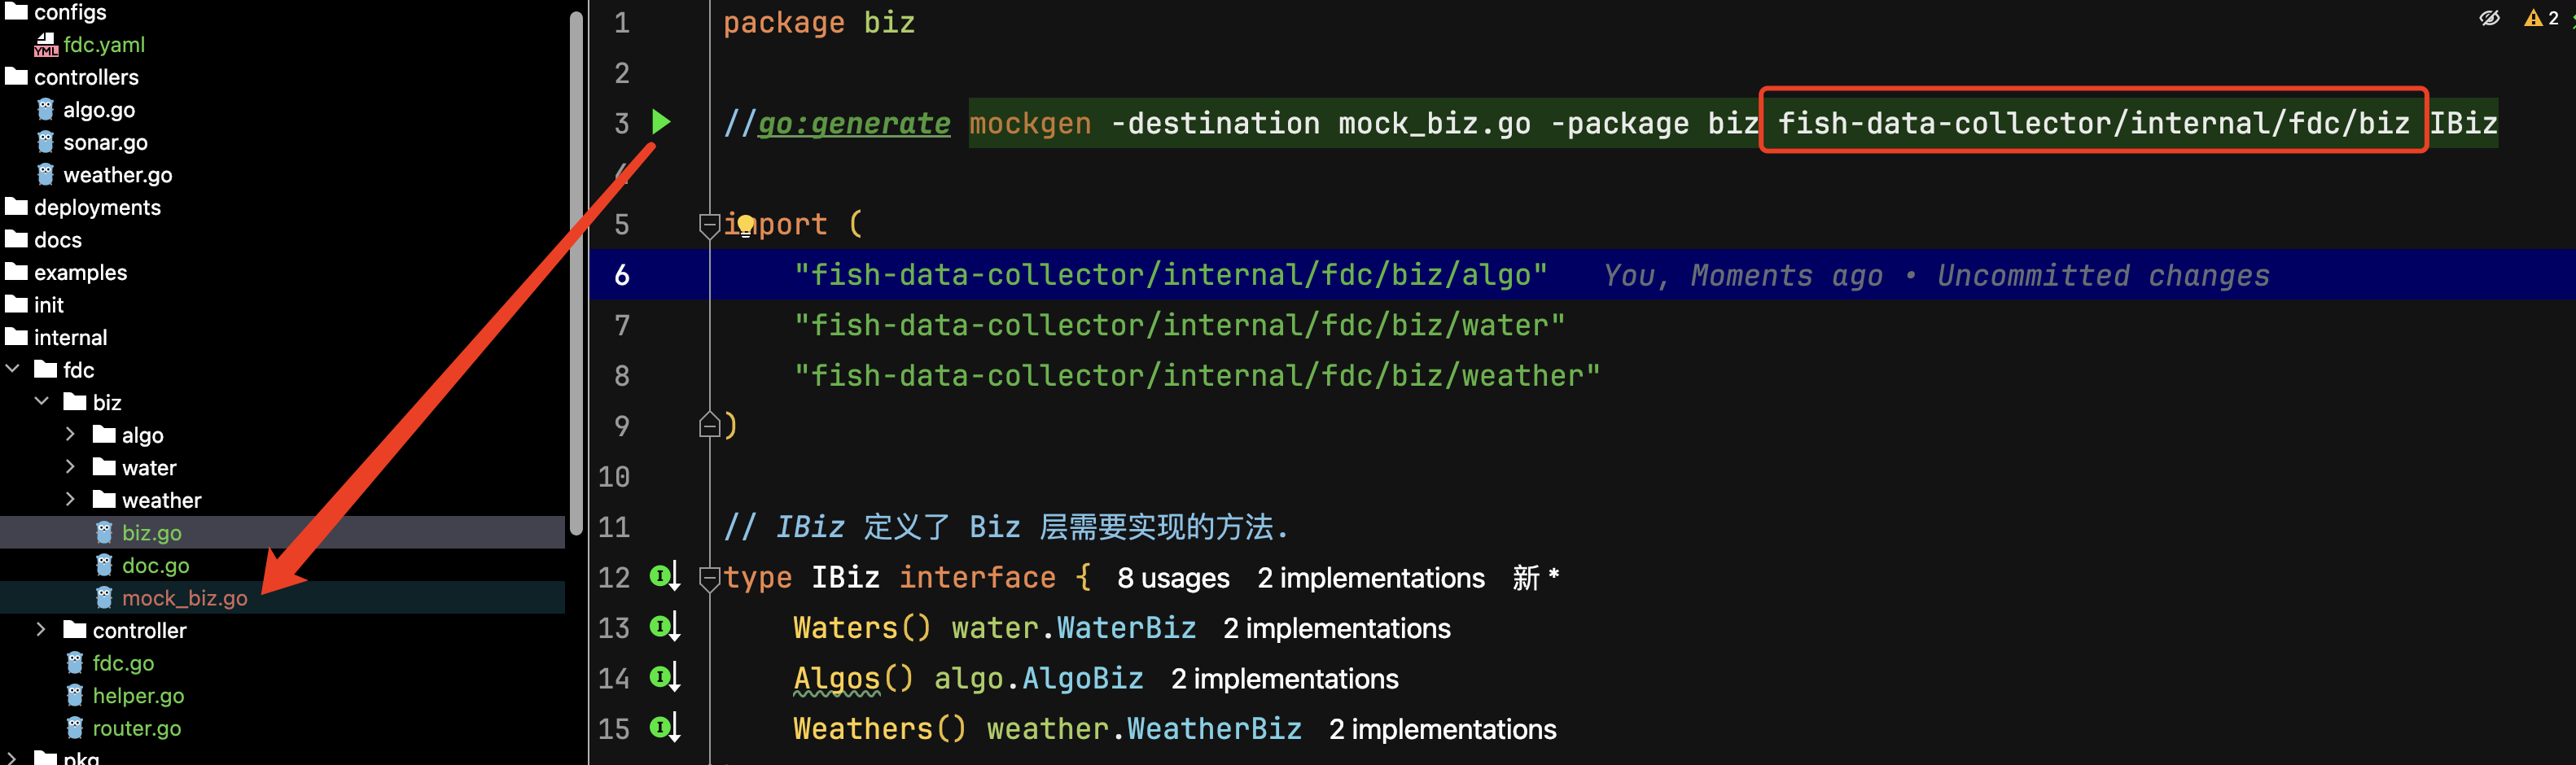 configs
fdc.yaml
controllers
algo.go
sonar.go
weather.go
deployments
docs
examples
init
internal
fdc
biz
algo
water
weather
biz.go
doc.go
mock_biz.go
controller
fdc.go
helper.go
router.go
pkg
2
1 package biz
2
3 //go:generate mockgen -destination mock_biz.go -package biz fish-data-collector/internal/fdc/biz IBiz
4
5 import (
6 "fish-data-collector/internal/fdc/biz/algo" You, Moments ago • Uncommitted changes
7 "fish-data-collector/internal/fdc/biz/water"
8 "fish-data-collector/internal/fdc/biz/weather"
9 )
10
11 // IBiz 定义了 Biz 层需要实现的方法.
12 type IBiz interface { 8 usages 2 implementations 新 *
13 Waters() water.WaterBiz 2 implementations
14 Algos() algo.AlgoBiz 2 implementations
15 Weathers() weather.WeatherBiz 2 implementations